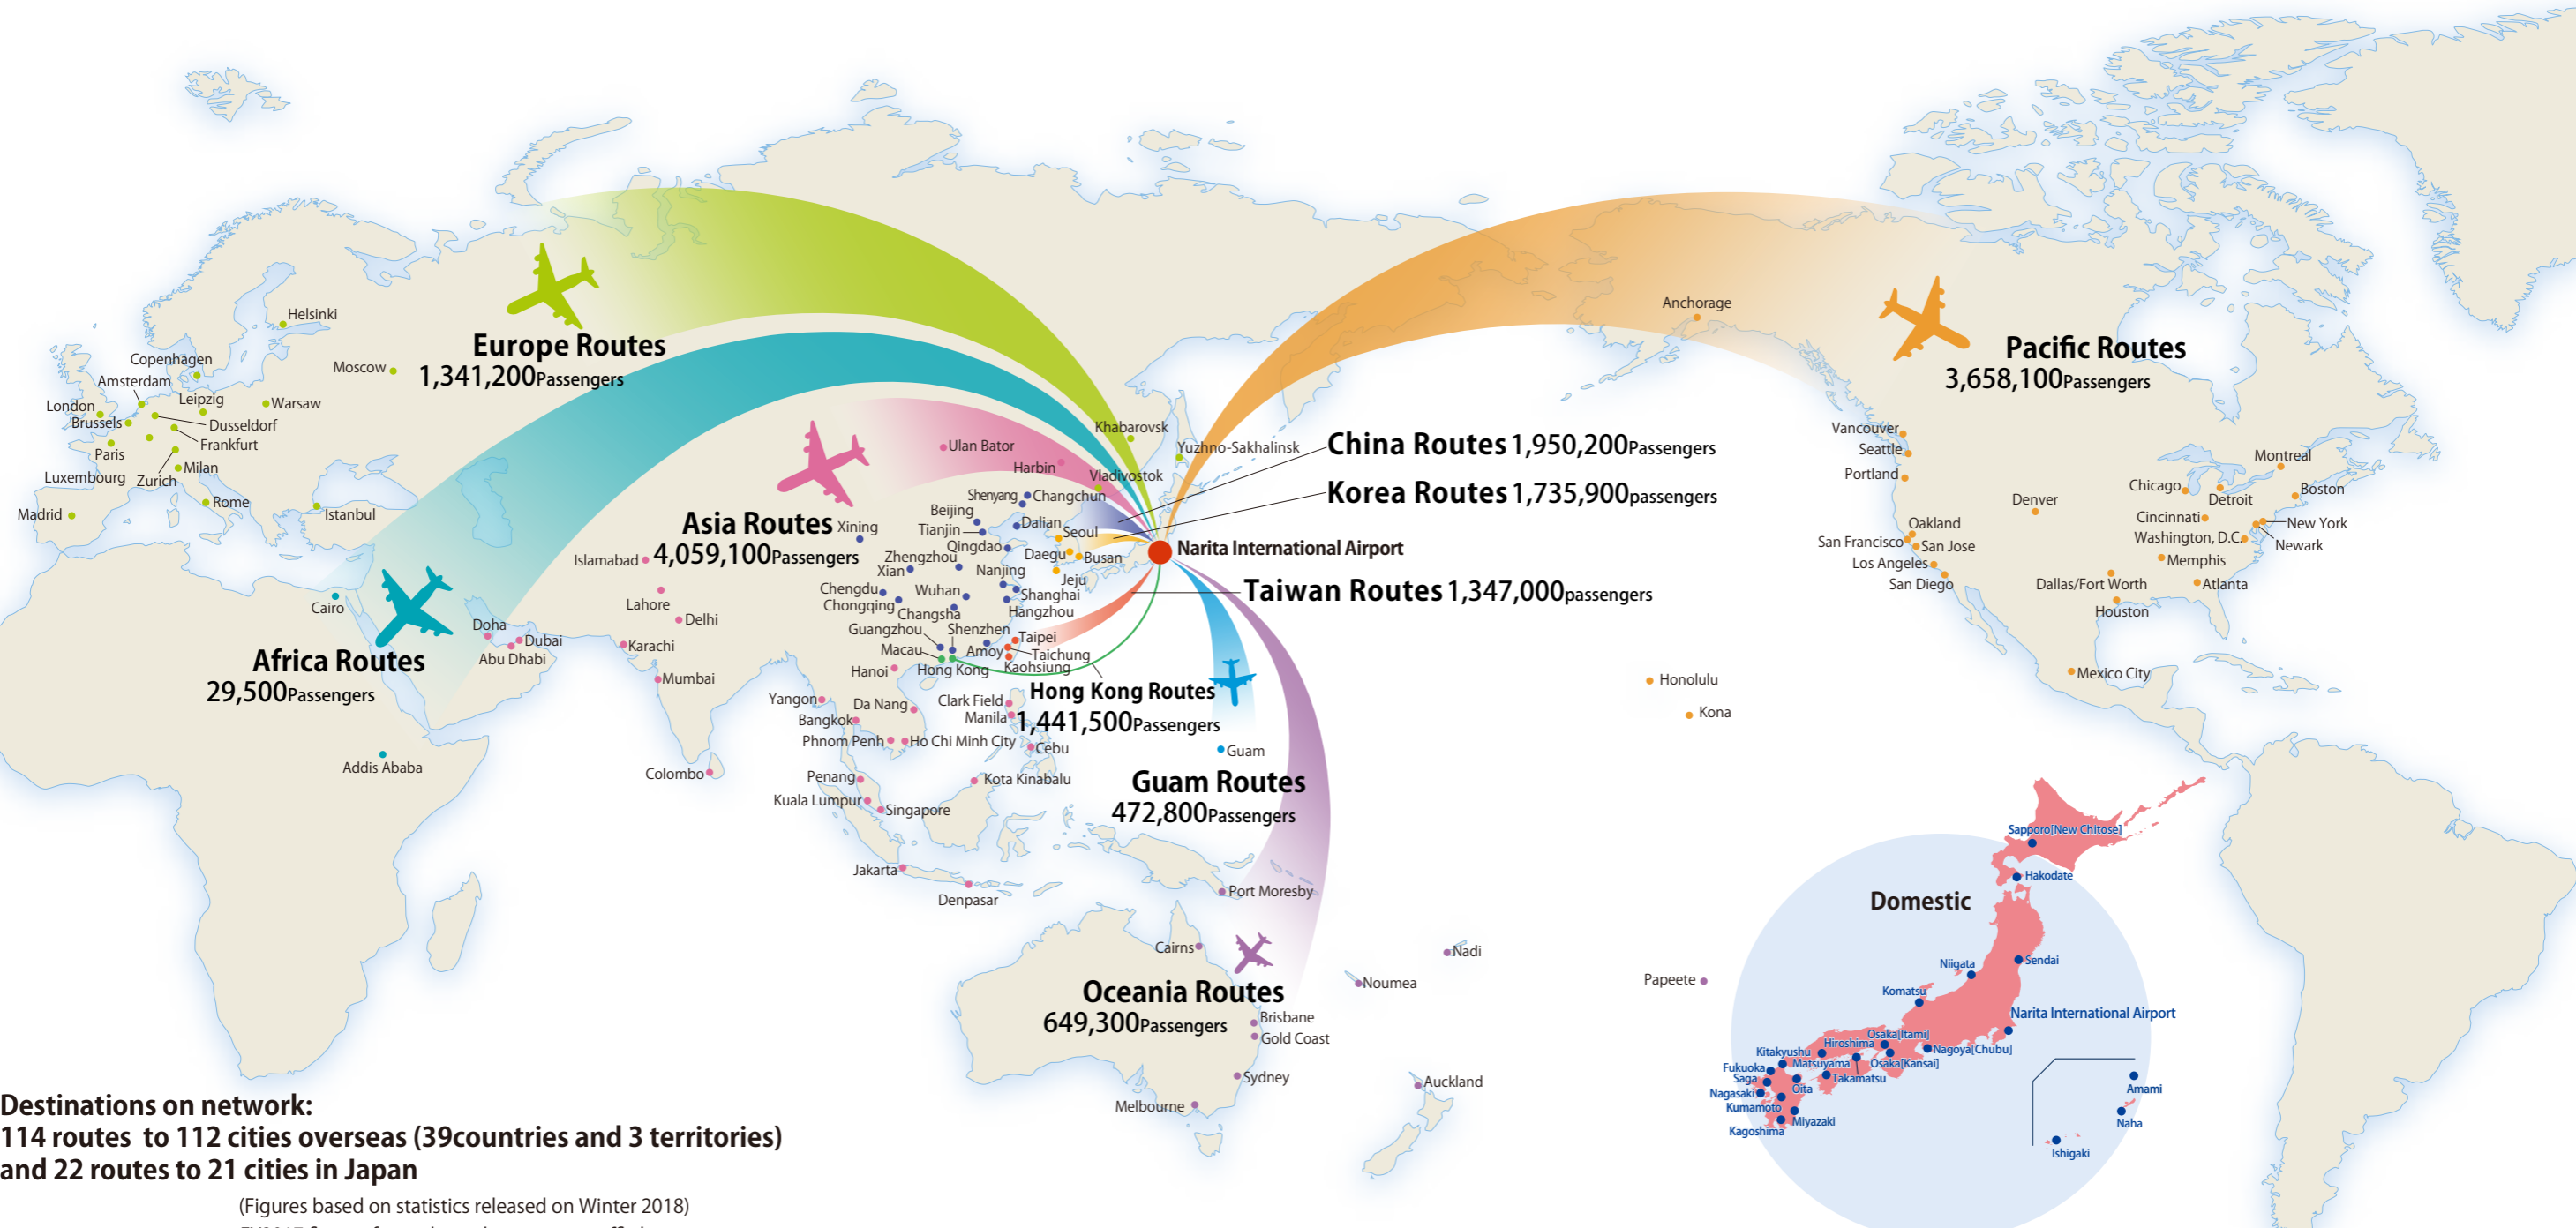 Helsinki
Copenhagen
Moscow
Amsterdam
London
Leipzig
Warsaw
Brussels
Dusseldorf
Frankfurt
Paris
Luxembourg
Zurich
Milan
Madrid
Rome
Istanbul
Europe Routes
1,341,200Passengers
Anchorage
Pacific Routes
3,658,100Passengers
Vancouver
Seattle
Portland
Oakland
San Francisco
San Jose
Los Angeles
San Diego
Denver
Chicago
Detroit
Montreal
Boston
Cincinnati
New York
Washington, D.C.
Newark
Memphis
Dallas/Fort Worth
Atlanta
Houston
Mexico City
Honolulu
Kona
Khabarovsk
Yuzhno-Sakhalinsk
Vladivostok
China Routes 1,950,200Passengers
Korea Routes 1,735,900passengers
Narita International Airport
Taiwan Routes 1,347,000passengers
Ulan Bator
Harbin
Shenyang
Changchun
Beijing
Dalian
Tianjin
Seoul
Qingdao
Daegu
Busan
Xining
Zhengzhou
Xian
Nanjing
Jeju
Chengdu
Wuhan
Shanghai
Chongqing
Changsha
Hangzhou
Guangzhou
Shenzhen
Taipei
Macau
Amoy
Taichung
Hong Kong
Kaohsiung
Asia Routes
4,059,100Passengers
Islamabad
Lahore
Delhi
Karachi
Mumbai
Colombo
Doha
Dubai
Abu Dhabi
Cairo
Africa Routes
29,500Passengers
Addis Ababa
Hanoi
Yangon
Da Nang
Bangkok
Phnom Penh
Ho Chi Minh City
Clark Field
Manila
Cebu
Hong Kong Routes
1,441,500Passengers
Penang
Kota Kinabalu
Kuala Lumpur
Singapore
Jakarta
Denpasar
Guam
Guam Routes
472,800Passengers
Port Moresby
Cairns
Nadi
Noumea
Papeete
Oceania Routes
649,300Passengers
Brisbane
Gold Coast
Sydney
Melbourne
Auckland
Domestic
Sapporo[New Chitose]
Hakodate
Sendai
Niigata
Komatsu
Narita International Airport
Osaka[Itami]
Hiroshima
Nagoya[Chubu]
Kitakyushu
Matsuyama
Osaka[Kansai]
Fukuoka
Saga
Takamatsu
Oita
Nagasaki
Kumamoto
Miyazaki
Kagoshima
Amami
Naha
Ishigaki
Destinations on network:
114 routes to 112 cities overseas (39countries and 3 territories)
and 22 routes to 21 cities in Japan
(Figures based on statistics released on Winter 2018)